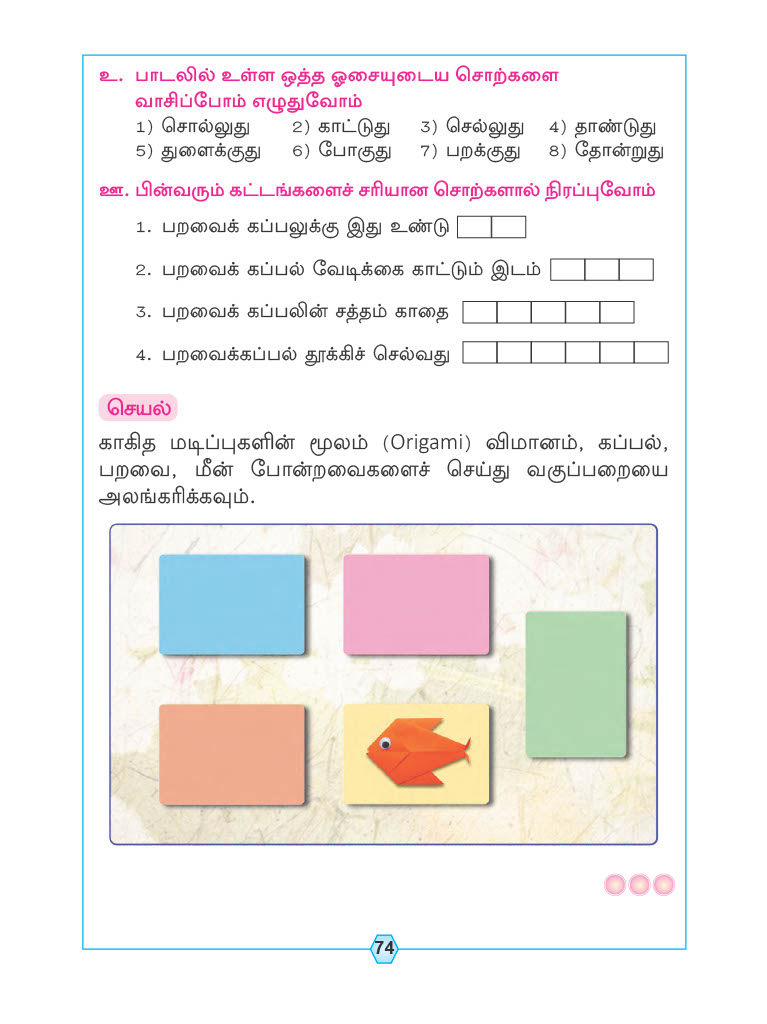 உ. பாடலில் உள்ள ஒத்த ஓசையுடைய சொற்களை
வாசிப்போம் எழுதுவோம்
1) சொல்லுது 2) காட்டுது 3) செல்லுது 4) தாண்டுது
5) துளைக்குது 6) போகுது 7) பறக்குது 8) தோன்றுது
ஊ. பின்வரும் கட்டங்களைச் சரியான சொற்களால் நிரப்புவோம்
1. பறவைக் கப்பலுக்கு இது உண்டு
2. பறவைக் கப்பல் வேடிக்கை காட்டும் இடம்
3. பறவைக் கப்பலின் சத்தம் காதை
4. பறவைக்கப்பல் தூக்கிச் செல்வது
செயல்
காகித மடிப்புகளின் மூலம் (Origami) விமானம், கப்பல்,
பறவை, மீன் போன்றவைகளைச் செய்து வகுப்பறையை
அலங்கரிக்கவும்.
74